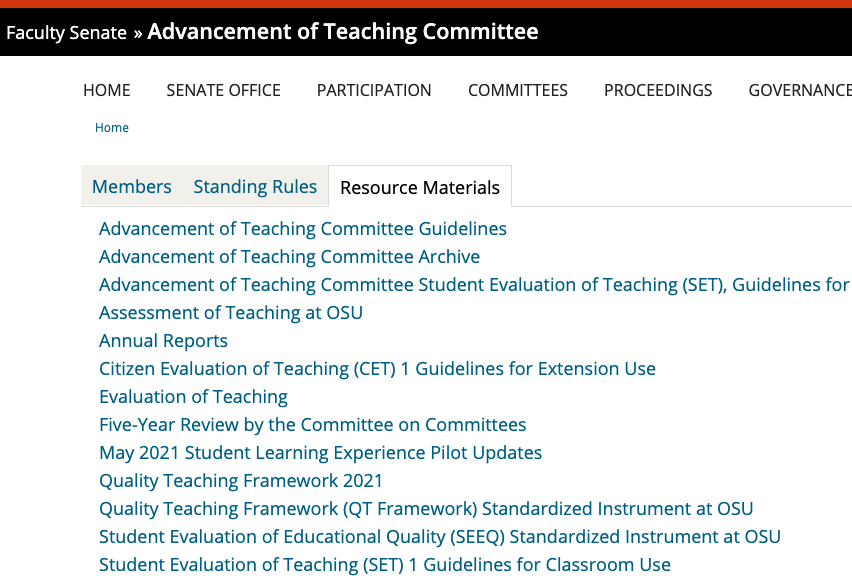 Faculty Senate » Advancement of Teaching Committee
HOME SENATE OFFICE PARTICIPATION COMMITTEES PROCEEDINGS GOVERNANCE
Home
Members Standing Rules Resource Materials
Advancement of Teaching Committee Guidelines
Advancement of Teaching Committee Archive
Advancement of Teaching Committee Student Evaluation of Teaching (SET), Guidelines for
Assessment of Teaching at OSU
Annual Reports
Citizen Evaluation of Teaching (CET) 1 Guidelines for Extension Use
Evaluation of Teaching
Five-Year Review by the Committee on Committees
May 2021 Student Learning Experience Pilot Updates
Quality Teaching Framework 2021
Quality Teaching Framework (QT Framework) Standardized Instrument at OSU
Student Evaluation of Educational Quality (SEEQ) Standardized Instrument at OSU
Student Evaluation of Teaching (SET) 1 Guidelines for Classroom Use